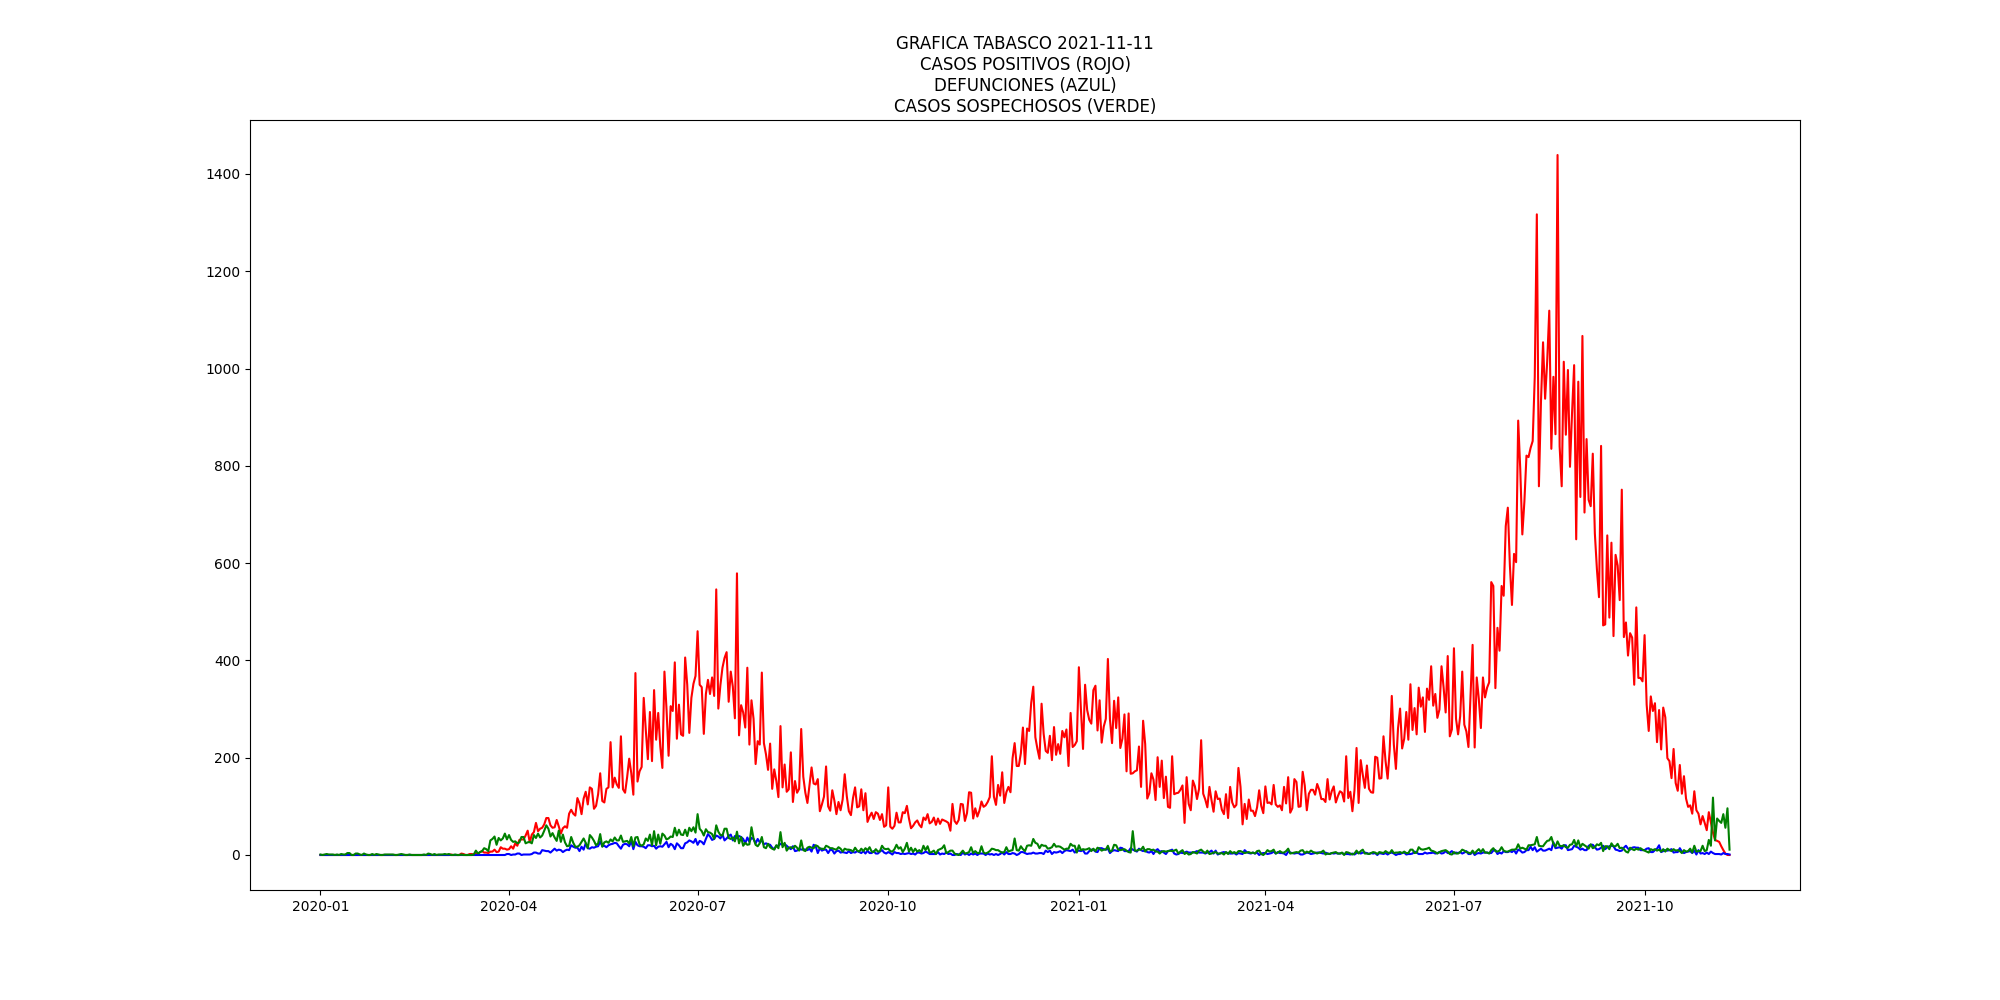 GRAFICA TABASCO 2021-11-11
CASOS POSITIVOS (ROJO)
DEFUNCIONES (AZUL)
CASOS SOSPECHOSOS (VERDE)
1400
1200
1000
800
600
400
200
0
2020-01 2020-04 2020-07 2020-10 2021-01 2021-04 2021-07 2021-10